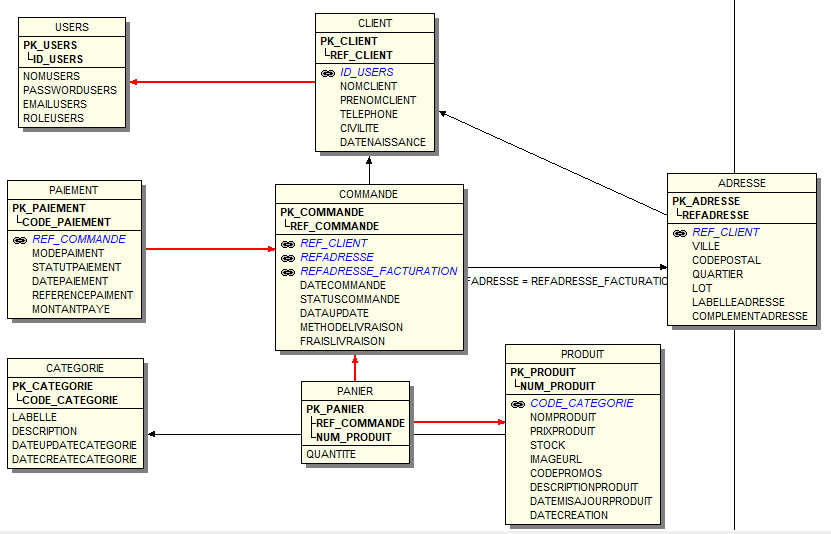 USERS
PK_USERS
ID_USERS
NOMUSERS
PASSWORDUSERS
EMAILUSERS
ROLEUSERS
CLIENT
PK_CLIENT
REF_CLIENT
ID_USERS
NOMCLIENT
PRENOMCLIENT
TELEPHONE
CIVILITE
DATENAISSANCE
PAIEMENT
PK_PAIEMENT
CODE_PAIEMENT
REF_COMMANDE
MODEPAIMENT
STATUTPAIEMENT
DATEPAIEMENT
REFERENCEPAIMENT
MONTANTPAYE
COMMANDE
PK_COMMANDE
REF_COMMANDE
REF_CLIENT
REFADRESSE
REFADRESSE_FACTURATION
DATECOMMANDE
STATUSCOMMANDE
DATAUPDATE
METHODELIVRAISON
FRAISLIVRAISON
FADRESSE = REFADRESSE_FACTURATIO
ADRESSE
PK_ADRESSE
REFADRESSE
REF_CLIENT
VILLE
CODEPOSTAL
QUARTIER
LOT
LABELLEADRESSE
COMPLEMENTADRESSE
CATEGORIE
PK_CATEGORIE
CODE_CATEGORIE
LABELLE
DESCRIPTION
DATEUPDATECATEGORIE
DATECREATECATEGORIE
PANIER
PK_PANIER
REF_COMMANDE
NUM_PRODUIT
QUANTITE
PRODUIT
PK_PRODUIT
NUM_PRODUIT
CODE_CATEGORIE
NOMPRODUIT
PRIXPRODUIT
STOCK
IMAGEURL
CODEPROMOS
DESCRIPTIONPRODUIT
DATEMISAJOURPRODUIT
DATECREATION